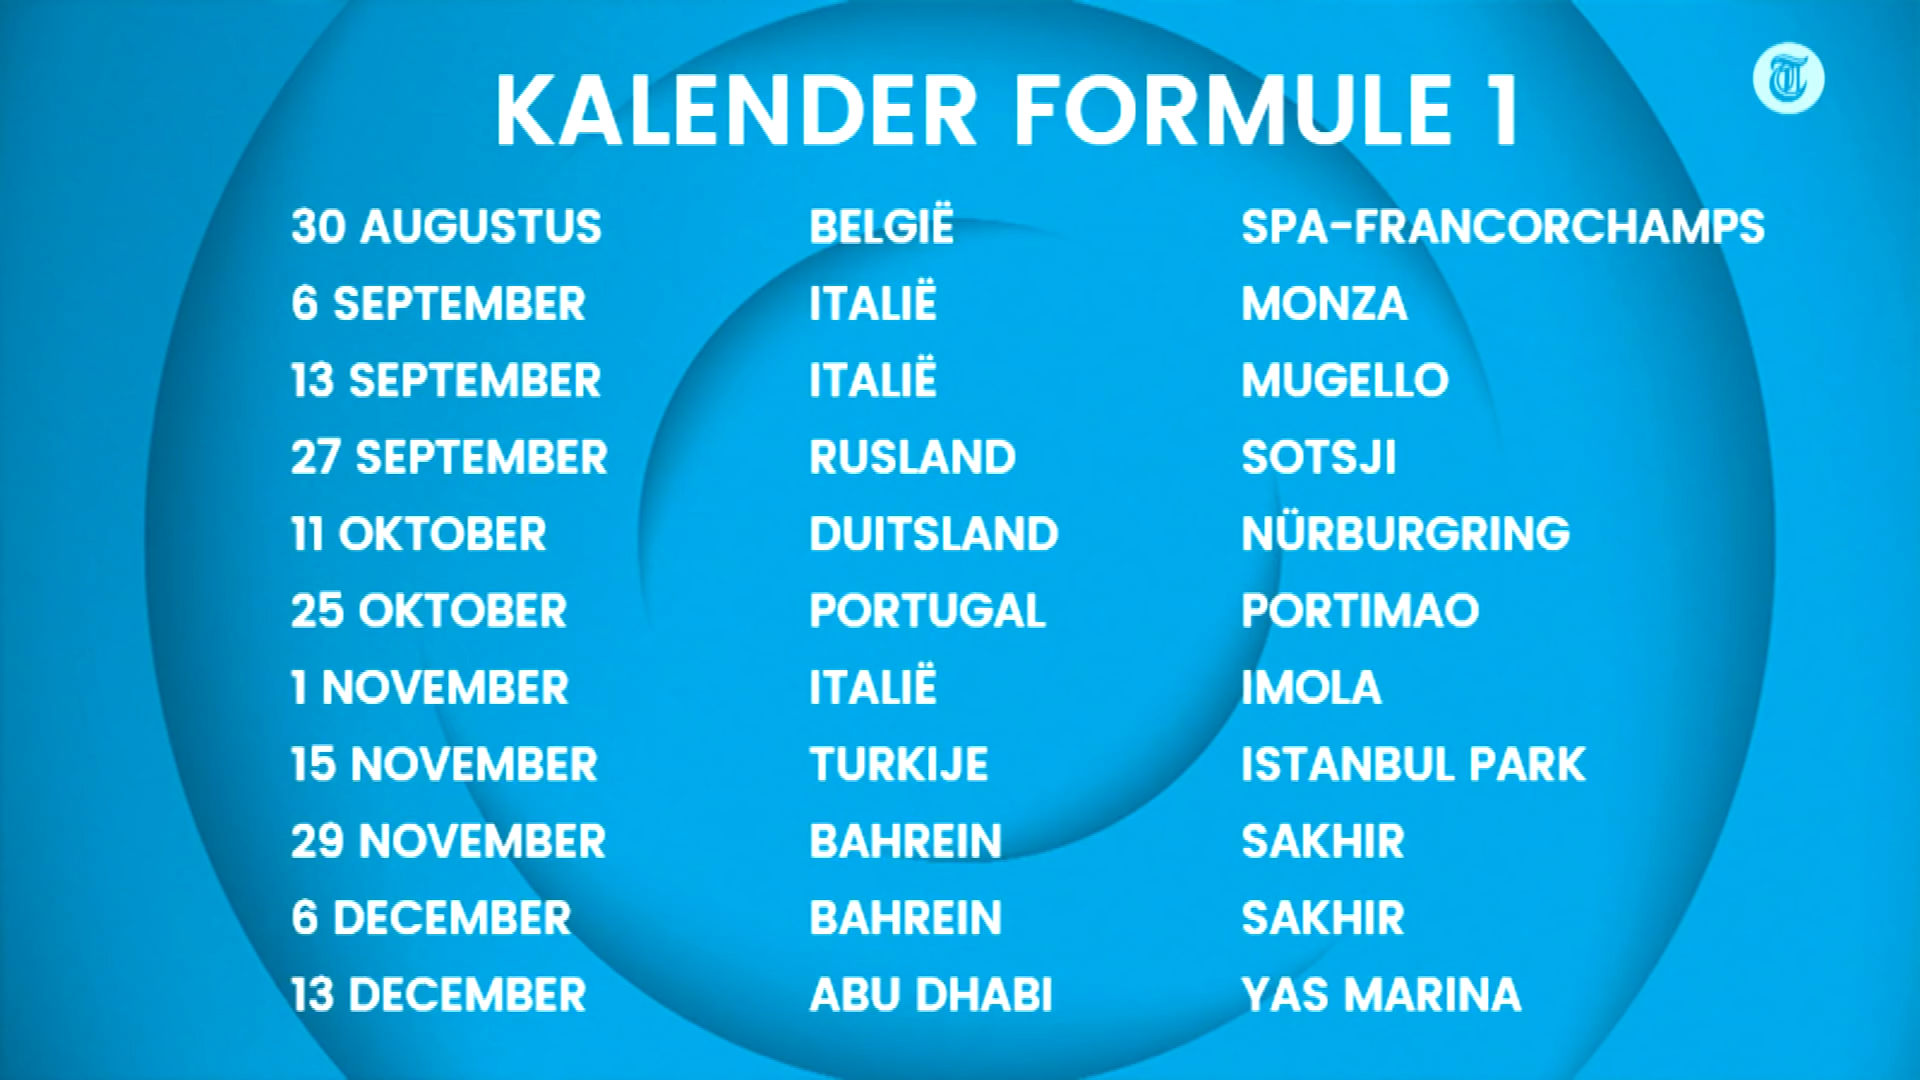 KALENDER FORMULE 1
30 AUGUSTUS BELGIË SPA-FRANCORCHAMPS
6 SEPTEMBER ITALIË MONZA
13 SEPTEMBER ITALIË MUGELLO
27 SEPTEMBER RUSLAND SOTSJI
11 OKTOBER DUITSLAND NÜRBURGRING
25 OKTOBER PORTUGAL PORTIMAO
1 NOVEMBER ITALIË IMOLA
15 NOVEMBER TURKIJE ISTANBUL PARK
29 NOVEMBER BAHREIN SAKHIR
6 DECEMBER BAHREIN SAKHIR
13 DECEMBER ABU DHABI YAS MARINA
T